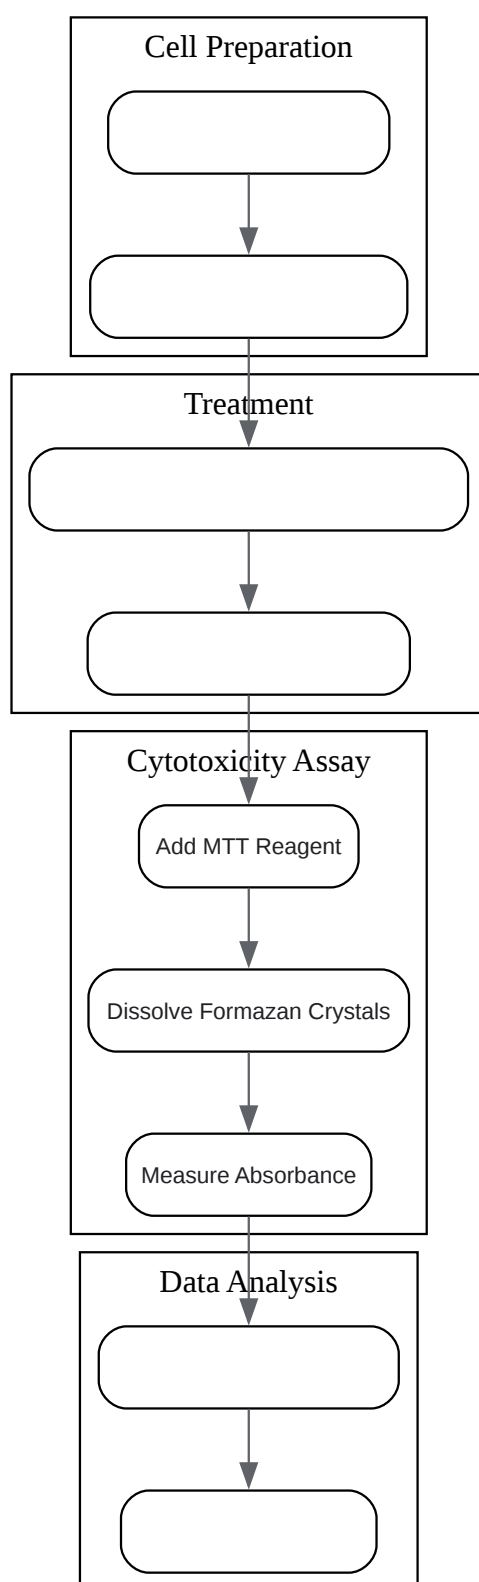 Cell Preparation
Treatment
Cytotoxicity Assay
Add MTT Reagent
Dissolve Formazan Crystals
Measure Absorbance
Data Analysis